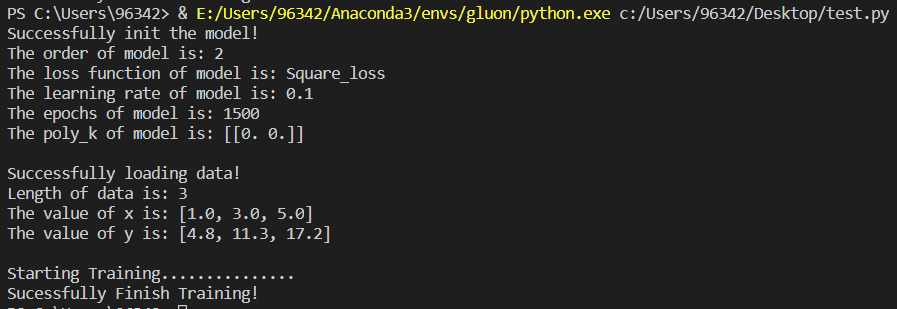 PS C:\Users\96342> & E:/Users/96342/Anaconda3/envs/gluon/python.exe c:/Users/96342/Desktop/test.py
Successfully init the model!
The order of model is: 2
The loss function of model is: Square_loss
The learning rate of model is: 0.1
The epochs of model is: 1500
The poly_k of model is: [[0. 0.]]
Successfully loading data!
Length of data is: 3
The value of x is: [1.0, 3.0, 5.0]
The value of y is: [4.8, 11.3, 17.2]
Starting Training...............
Sucessfully Finish Training!
PS C:\Users\96342>